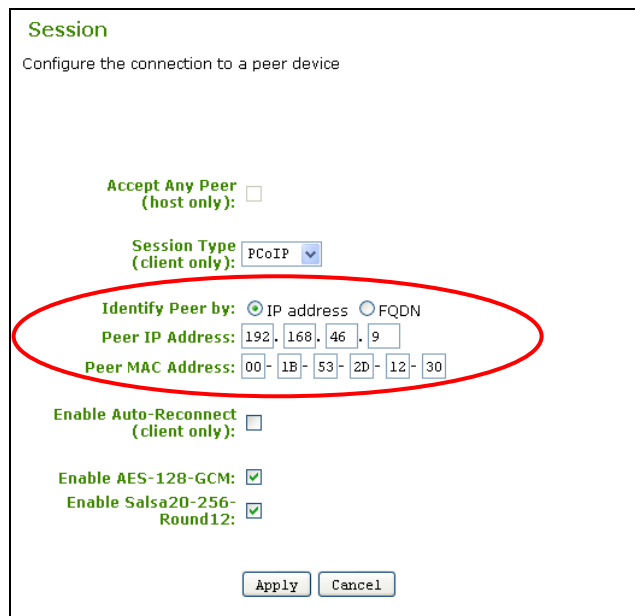 Session
Configure the connection to a peer device
Accept Any Peer
(host only):
Session Type
(client only): PCoIP
Identify Peer by: IP address FQDN
Peer IP Address: 192. 168. 46 . 9
Peer MAC Address: 00- 1B- 53- 2D- 12- 30
Enable Auto-Reconnect
(client only):
Enable AES-128-GCM:
Enable Salsa20-256-
Round12:
Apply Cancel